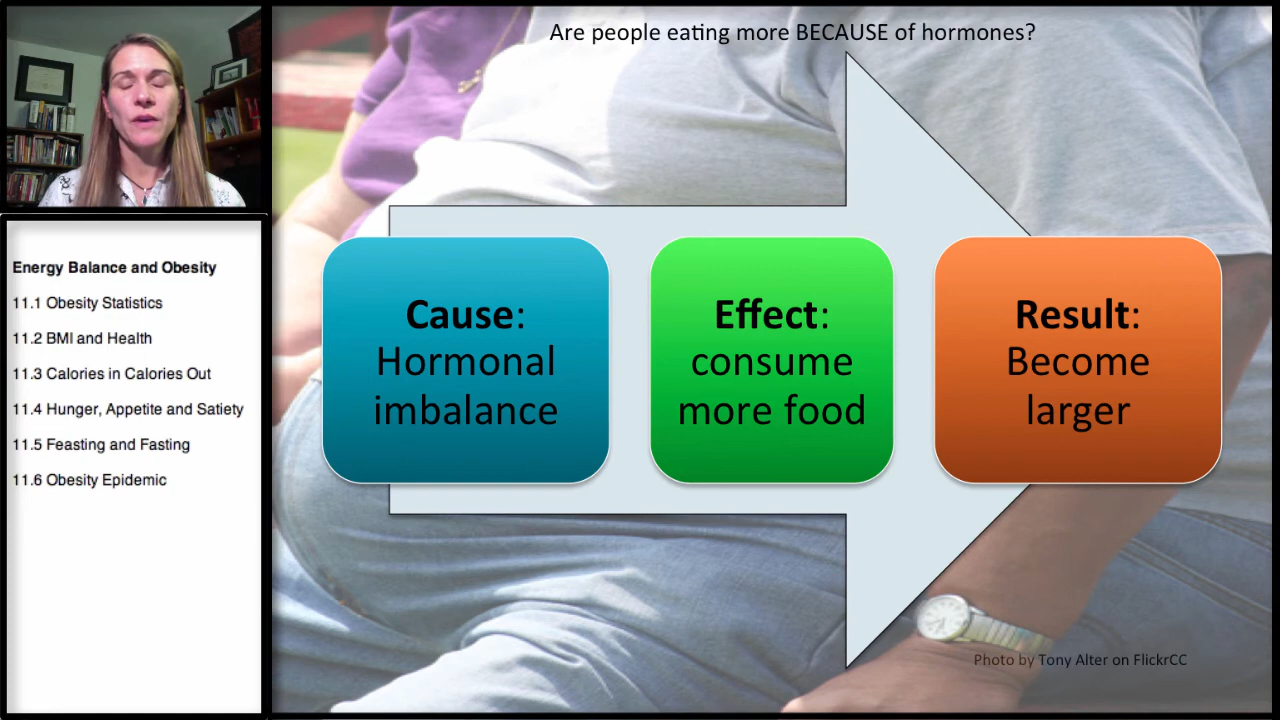 Are people eating more BECAUSE of hormones?
Cause:
Hormonal
imbalance
Effect:
consume
more food
Result:
Become
larger
Photo by Tony Alter on FlickrCC
Energy Balance and Obesity
11.1 Obesity Statistics
11.2 BMI and Health
11.3 Calories in Calories Out
11.4 Hunger, Appetite and Satiety
11.5 Feasting and Fasting
11.6 Obesity Epidemic